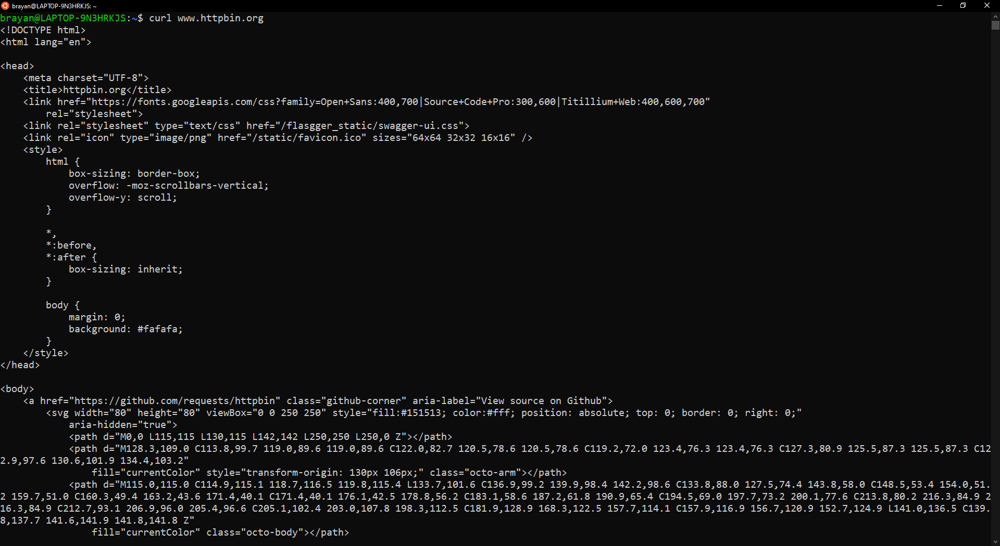 brayan@LAPTOP-9N3HRKJS: ~
brayan@LAPTOP-9N3HRKJS:~$ curl www.httpbin.org
<!DOCTYPE html>
<html lang="en">

<head>
    <meta charset="UTF-8">
    <title>httpbin.org</title>
    <link href="https://fonts.googleapis.com/css?family=Open+Sans:400,700|Source+Code+Pro:300,600|Titillium+Web:400,600,700"
        rel="stylesheet">
    <link rel="stylesheet" type="text/css" href="/flasgger_static/swagger-ui.css">
    <link rel="icon" type="image/png" href="/static/favicon.ico" sizes="64x64 32x32 16x16" />
    <style>
        html {
            box-sizing: border-box;
            overflow: -moz-scrollbars-vertical;
            overflow-y: scroll;
        }

        *,
        *:before,
        *:after {
            box-sizing: inherit;
        }

        body {
            margin: 0;
            background: #fafafa;
        }
    </style>
</head>

<body>
    <a href="https://github.com/requests/httpbin" class="github-corner" aria-label="View source on Github">
        <svg width="80" height="80" viewBox="0 0 250 250" style="fill:#151513; color:#fff; position: absolute; top: 0; border: 0; right: 0;"
            aria-hidden="true">
            <path d="M0,0 L115,115 L130,115 L142,142 L250,250 L250,0 Z"></path>
            <path d="M128.3,109.0 C113.8,99.7 119.0,89.6 119.0,89.6 C122.0,82.7 120.5,78.6 120.5,78.6 C119.2,72.0 123.4,76.3 123.4,76.3 C127.3,80.9 125.5,87.3 125.5,87.3 C12
2.9,97.6 130.6,101.9 134.4,103.2"
                fill="currentColor" style="transform-origin: 130px 106px;" class="octo-arm"></path>
            <path d="M115.0,115.0 C114.9,115.1 118.7,116.5 119.8,115.4 L133.7,101.6 C136.9,99.2 139.9,98.4 142.2,98.6 C133.8,88.0 127.5,74.4 143.8,58.0 C148.5,53.4 154.0,51.
2 159.7,51.0 C160.3,49.4 163.2,43.6 171.4,40.1 C171.4,40.1 176.1,42.5 178.8,56.2 C183.1,58.6 187.2,61.8 190.9,65.4 C194.5,69.0 197.7,73.2 200.1,77.6 C213.8,80.2 216.3,84.9 2
16.3,84.9 C212.7,93.1 206.9,96.0 205.4,96.6 C205.1,102.4 203.0,107.8 198.3,112.5 C181.9,128.9 168.3,122.5 157.7,114.1 C157.9,116.9 156.7,120.9 152.7,124.9 L141.0,136.5 C139.
8,137.7 141.6,141.9 141.8,141.8 Z"
                fill="currentColor" class="octo-body"></path>